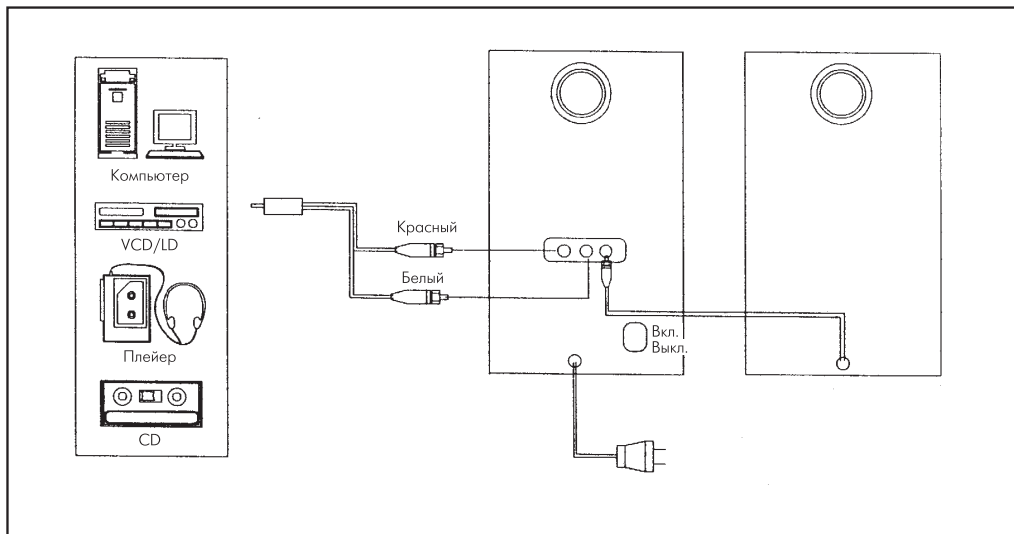 Компьютер
VCD/LD
Плейер
CD
Красный
Белый
Вкл.
Выкл.